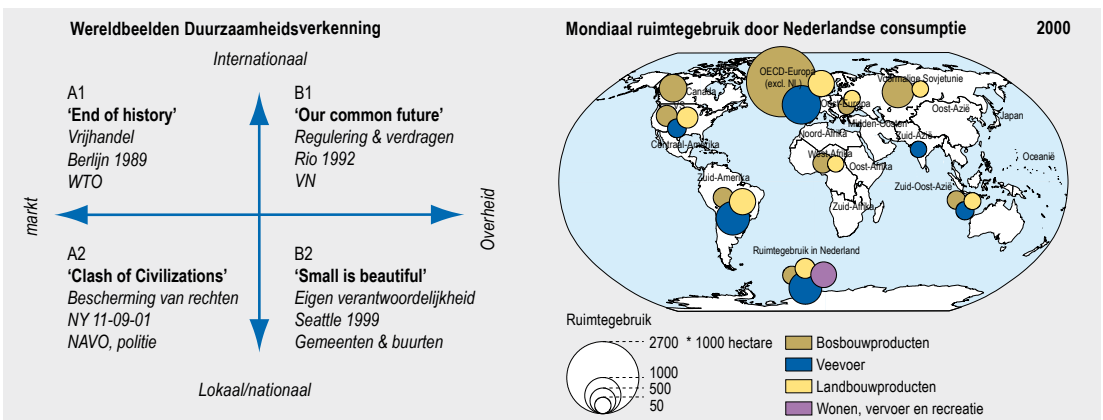 Wereldbeelden Duurzaamheidsverkenning
Internationaal
A1
'End of history'
Vrijhandel
Berlijn 1989
WTO
B1
'Our common future'
Regulering & verdragen
Rio 1992
VN
markt
Overheid
A2
'Clash of Civilizations'
Bescherming van rechten
NY 11-09-01
NAVO, politie
B2
'Small is beautiful'
Eigen verantwoordelijkheid
Seattle 1999
Gemeenten & buurten
Lokaal/nationaal
Mondiaal ruimtegebruik door Nederlandse consumptie 2000
OECD-Europa
(excl. NL)
Canada
VS
Voormalige Sovjetunie
Oost-Europa
Oost-Azië
Japan
Midden-Oosten
Noord-Afrika
Zuid-Azië
Centraal-Amerika
West-Afrika
Oost-Afrika
Oceanië
Zuid-Amerika
Zuid-Oost-Azië
Zuid-Afrika
Ruimtegebruik in Nederland
Ruimtegebruik
2700 * 1000 hectare
1000
500
50
Bosbouwproducten
Veevoer
Landbouwproducten
Wonen, vervoer en recreatie